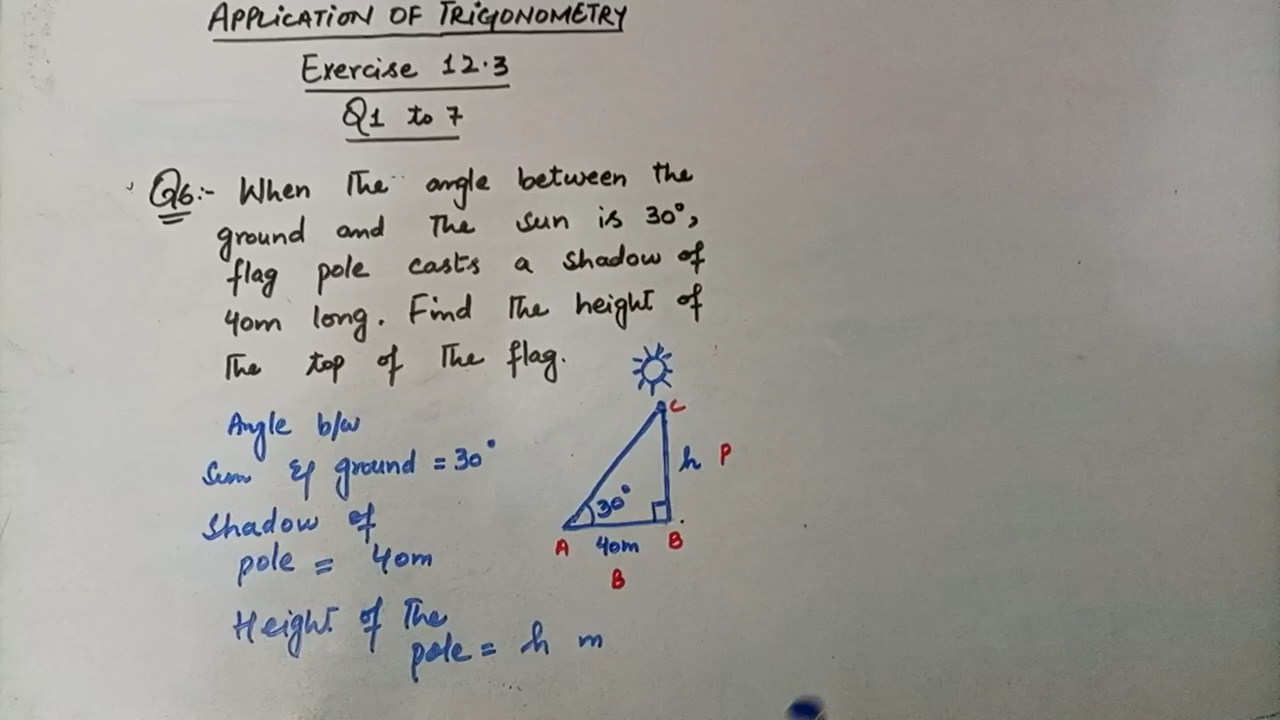 APPLICATION OF TRIGONOMETRY
Exercise 12.3
Q1 to 7
Q6:- When The angle between the
ground and The sun is 30°,
flag pole casts a shadow of
40m long. Find The height of
The top of The flag.
Angle b/w
Sun & ground = 30°
Shadow of
pole = 40m
Height of The
pole = h m
C
h P
30°
A 40m B
B